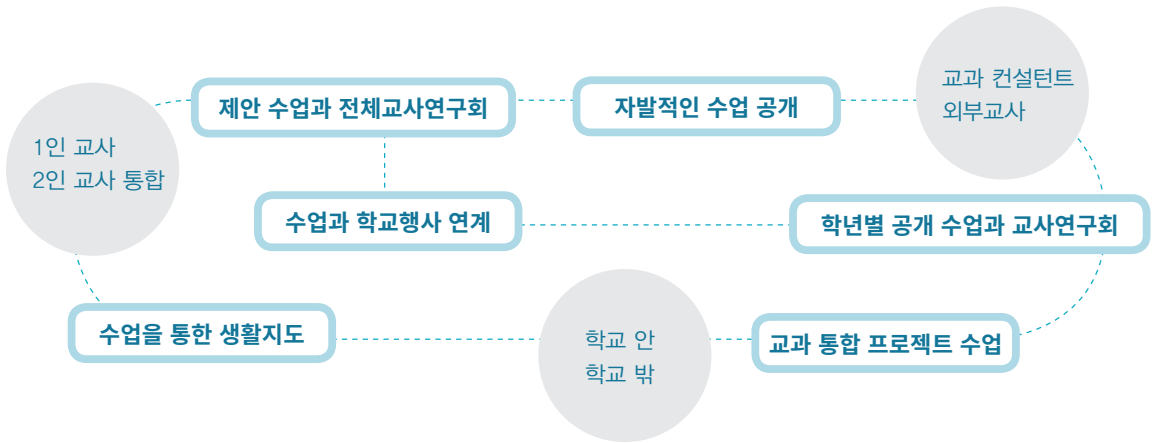 교과 컨설턴트
외부교사
제안 수업과 전체교사연구회
자발적인 수업 공개
1인 교사
2인 교사 통합
수업과 학교행사 연계
학년별 공개 수업과 교사연구회
수업을 통한 생활지도
학교 안
학교 밖
교과 통합 프로젝트 수업